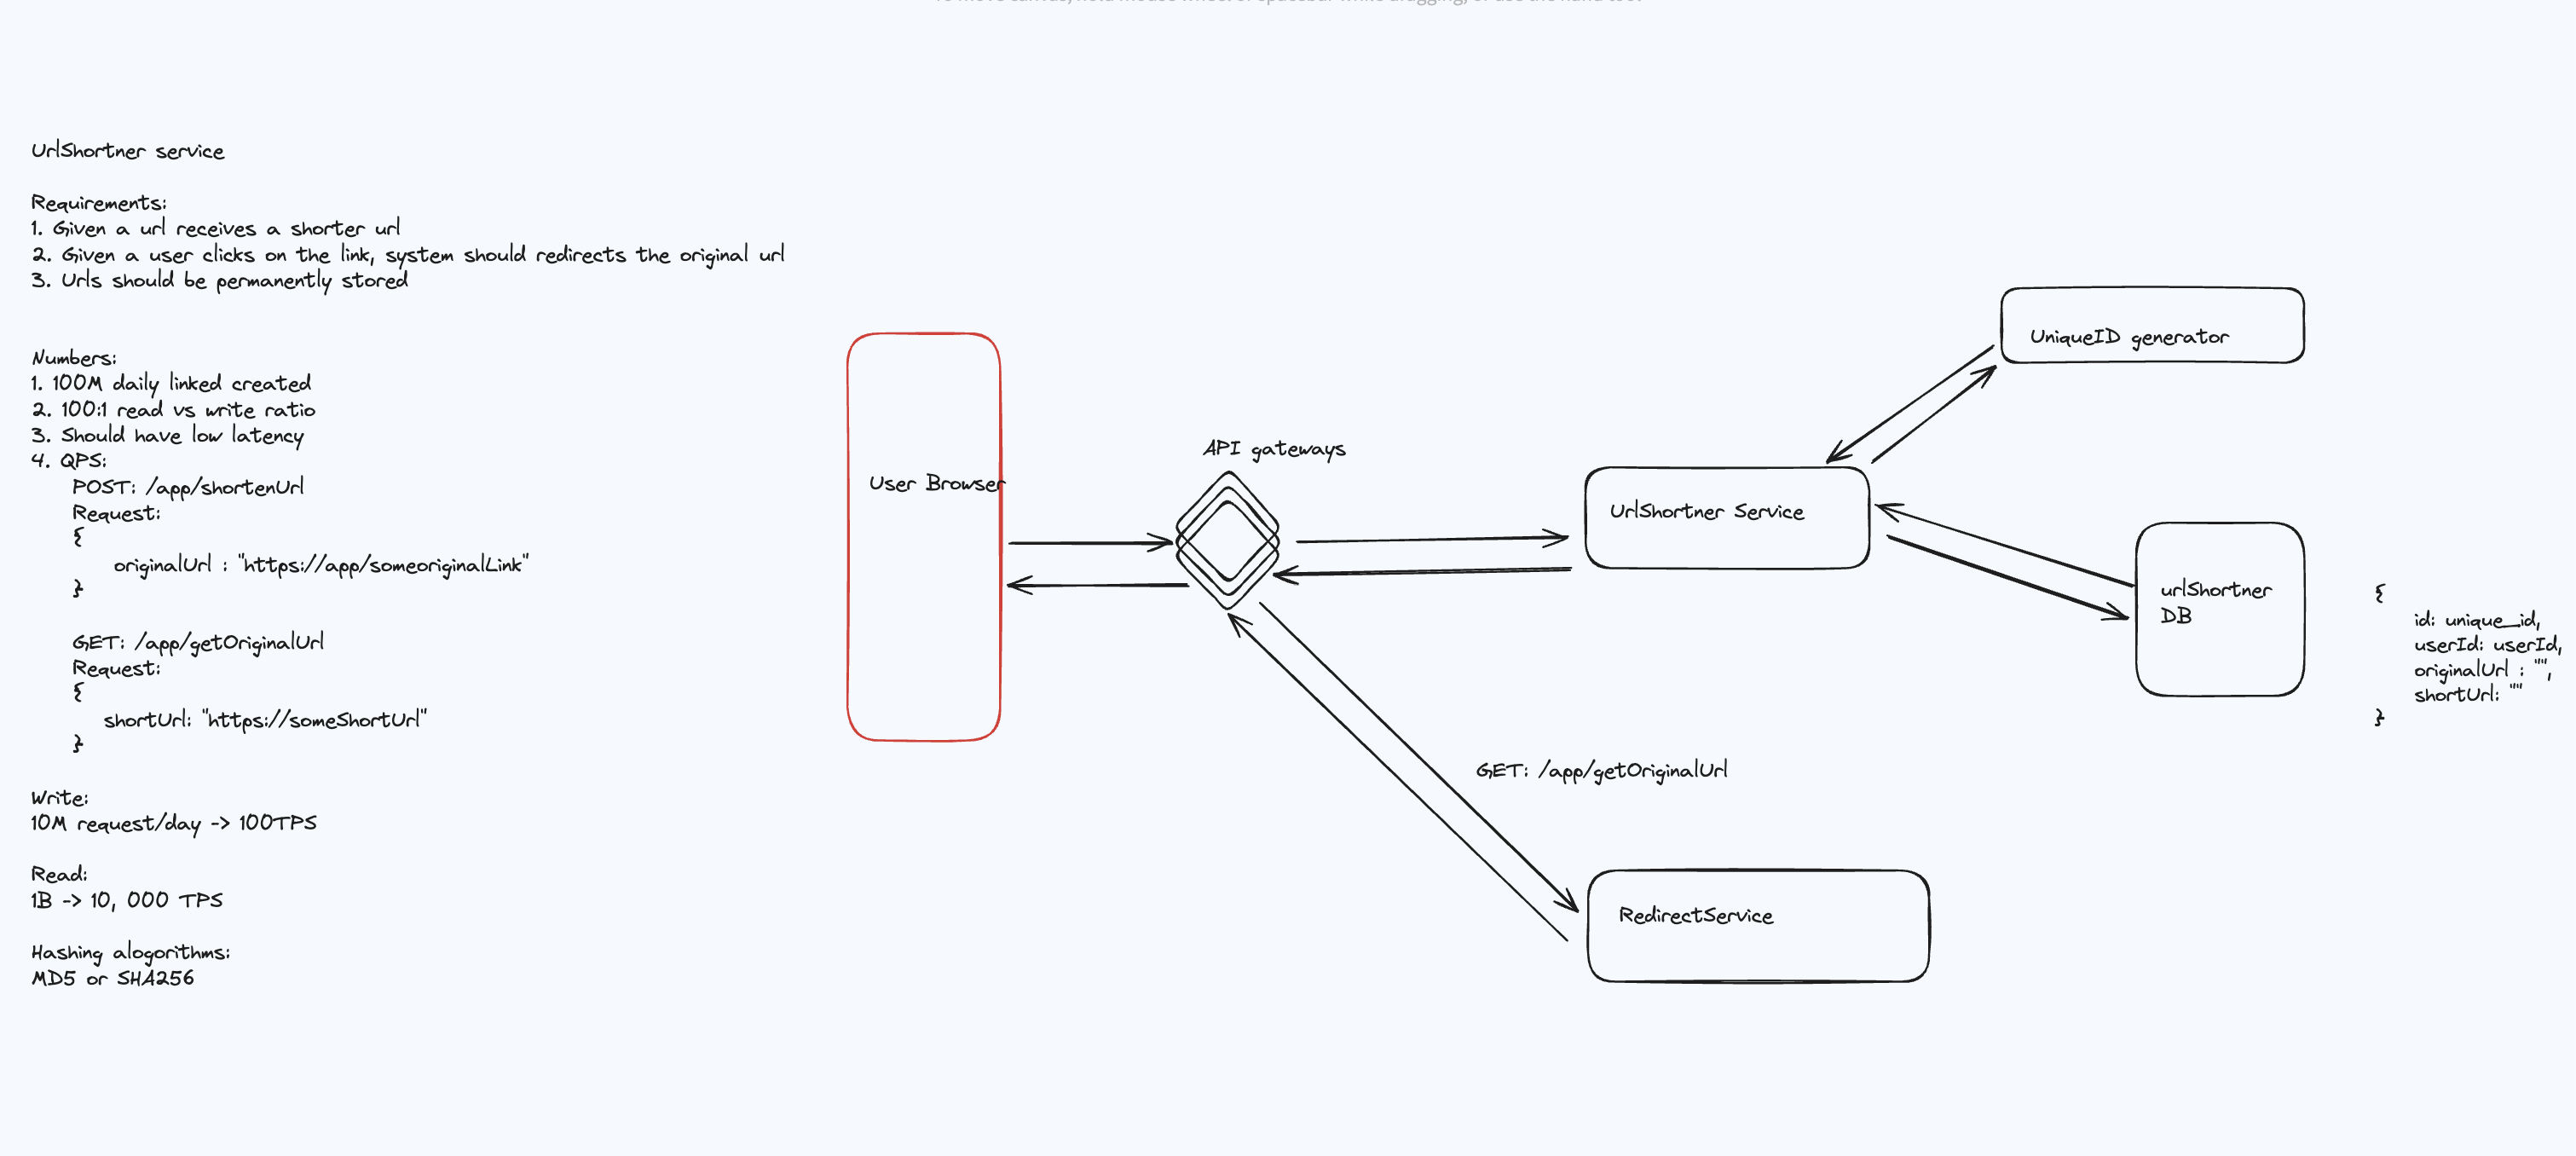 UrlShortner service
Requirements:
1. Given a url receives a shorter url
2. Given a user clicks on the link, system should redirects the original url
3. Urls should be permanently stored
Numbers:
1. 100M daily linked created
2. 100:1 read vs write ratio
3. Should have low latency
4. QPS:
POST: /app/shortenUrl
Request:
{
originalUrl : "https://app/someoriginalLink"
}
GET: /app/getOriginalUrl
Request:
{
shortUrl: "https://someShortUrl"
}
Write:
10M request/day -> 100TPS
Read:
1B -> 10, 000 TPS
Hashing alogorithms:
MD5 or SHA256
User Browser
API gateways
UrlShortner Service
UniqueID generator
urlShortner
DB
{
id: unique_id,
userId: userId,
originalUrl : "",
shortUrl: ""
}
GET: /app/getOriginalUrl
RedirectService